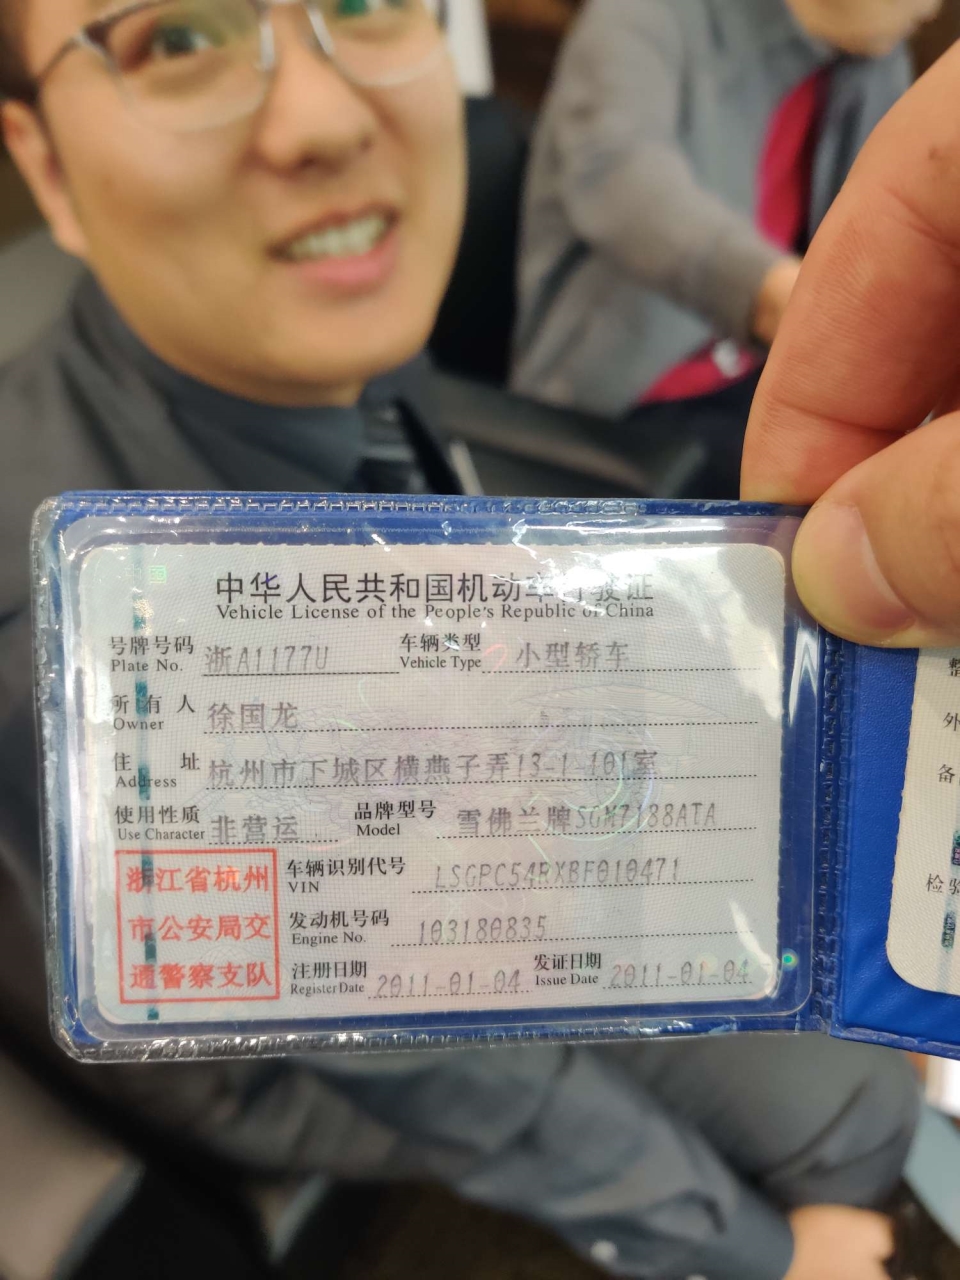 中华人民共和国机动车行驶证
Vehicle License of the People's Republic of China
号牌号码 浙A1177U 车辆类型 小型轿车
Plate No. Vehicle Type
所有人 徐国龙
Owner
住址 杭州市下城区横燕子弄13-1-101室
Address
使用性质 非营运 品牌型号 雪佛兰牌SGM7188ATA
Use Character Model
浙江省杭州
市公安局交
通警察支队
车辆识别代号 LSGPC54RXBF010471
VIN
发动机号码 103180835
Engine No.
注册日期 2011-01-04 发证日期 2011-01-04
Register Date Issue Date
整
外
备
检验